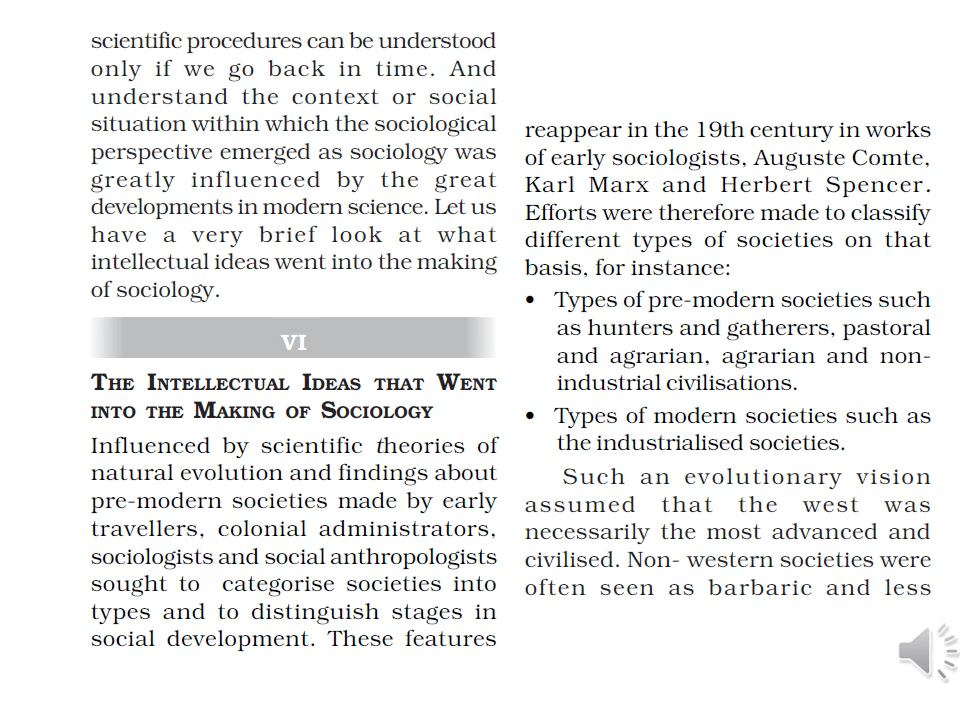 scientific procedures can be understood
only if we go back in time. And
understand the context or social
situation within which the sociological
perspective emerged as sociology was
greatly influenced by the great
developments in modern science. Let us
have a very brief look at what
intellectual ideas went into the making
of sociology.
VI
THE INTELLECTUAL IDEAS THAT WENT
INTO THE MAKING OF SOCIOLOGY
Influenced by scientific theories of
natural evolution and findings about
pre-modern societies made by early
travellers, colonial administrators,
sociologists and social anthropologists
sought to categorise societies into
types and to distinguish stages in
social development. These features
reappear in the 19th century in works
of early sociologists, Auguste Comte,
Karl Marx and Herbert Spencer.
Efforts were therefore made to classify
different types of societies on that
basis, for instance:
• Types of pre-modern societies such
as hunters and gatherers, pastoral
and agrarian, agrarian and non-
industrial civilisations.
• Types of modern societies such as
the industrialised societies.
Such an evolutionary vision
assumed that the west was
necessarily the most advanced and
civilised. Non- western societies were
often seen as barbaric and less